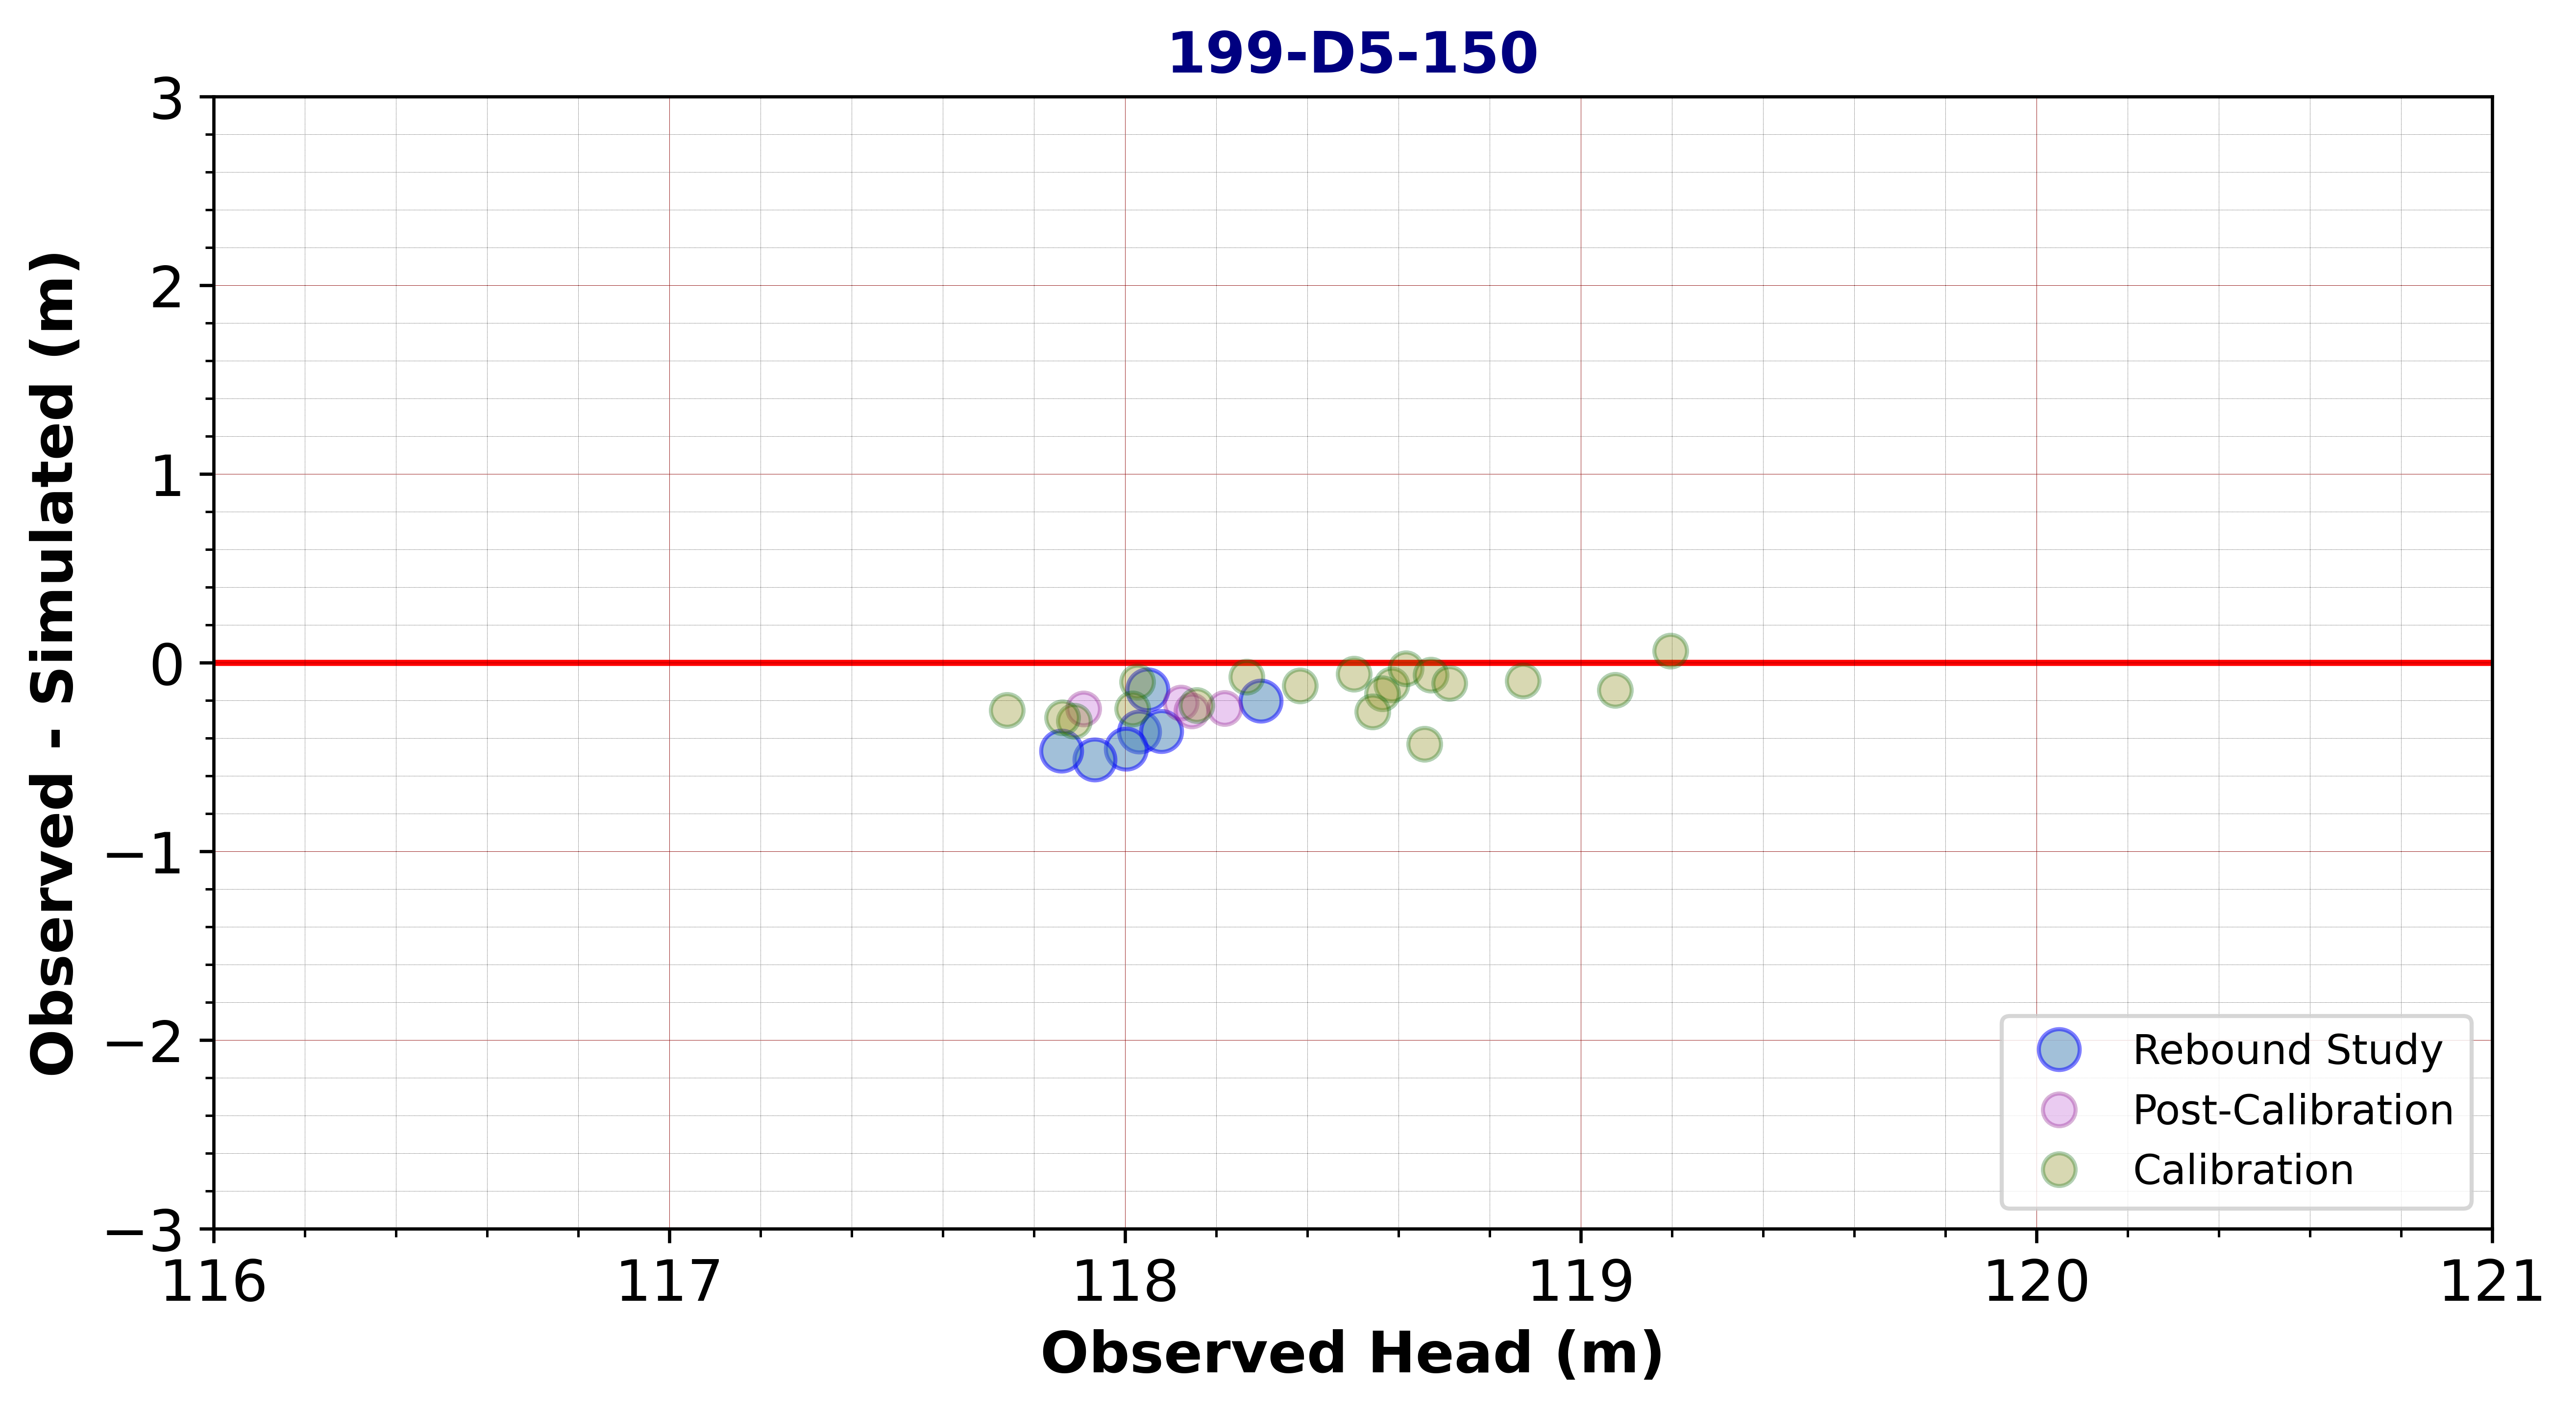 199-D5-150
3
2
1
0
−1
−2
−3
Observed - Simulated (m)
Rebound Study
Post-Calibration
Calibration
116 117 118 119 120 121
Observed Head (m)